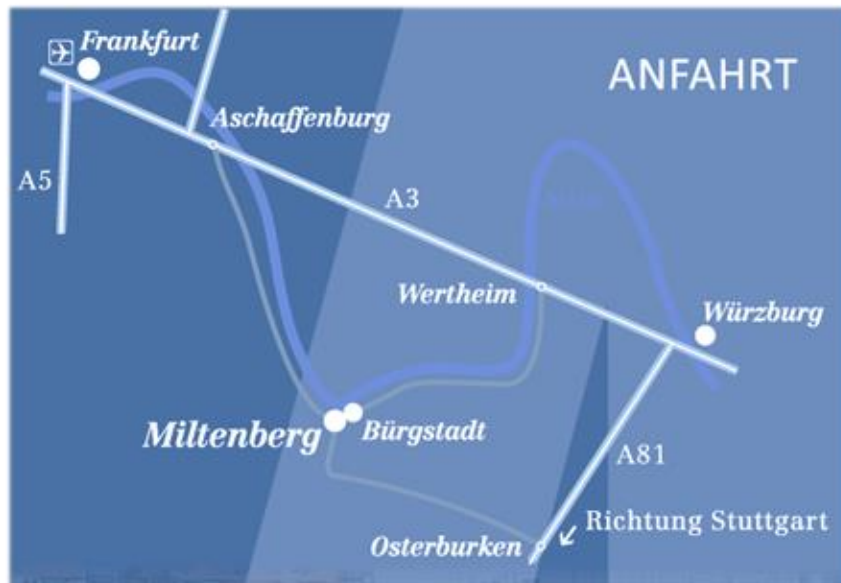 Frankfurt
ANFAHRT
Aschaffenburg
A5
A3
Wertheim
Würzburg
Miltenberg
Bürgstadt
A81
Richtung Stuttgart
Osterburken